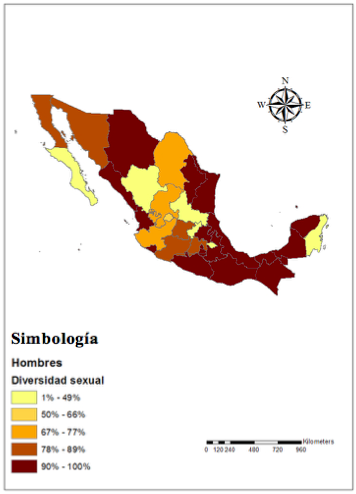 N
W E
S
Simbología
Hombres
Diversidad sexual
1% - 49%
50% - 66%
67% - 77%
78% - 89%
90% - 100%
Kilometers
0 120 240 480 720 960